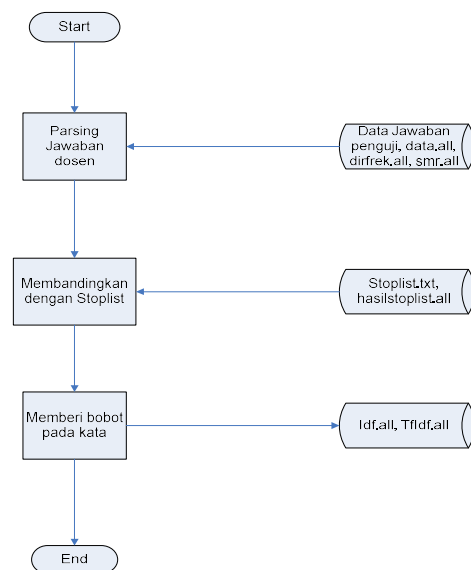 Start
Parsing
Jawaban
dosen
Data Jawaban
penguji, data.all,
dirfrek.all, smr.all
Membandingkan
dengan Stoplist
Stoplist.txt,
hasilstoplist.all
Memberi bobot
pada kata
Idf.all, TfIdf.all
End